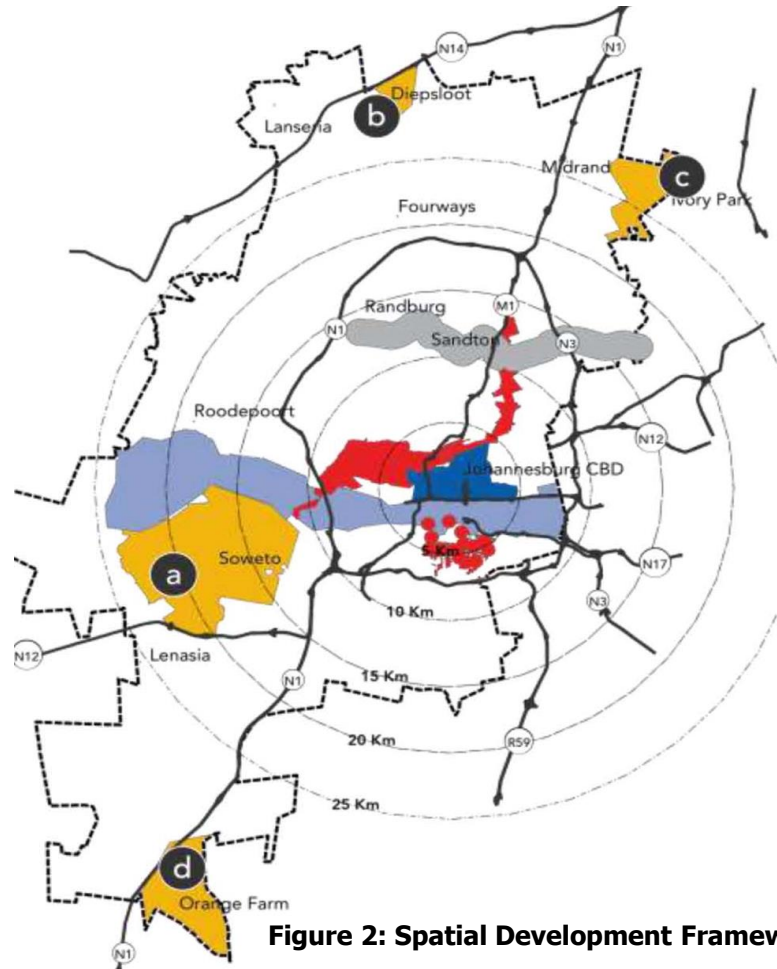 N14
N1
Diepsloot
b
Lanseria
Midrand
c
Ivory Park
Fourways
Randburg
M1
N1
Sandton
N3
Roodepoort
N12
Johannesburg CBD
Soweto
a
5 Km
N17
10 Km
N3
N12
Lenasia
15 Km
N1
20 Km
R59
25 Km
d
Orange Farm
Figure 2: Spatial Development Framew
N1